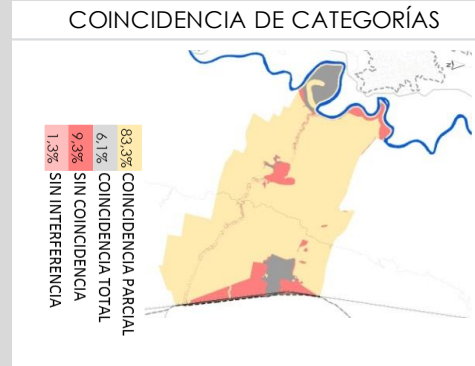 COINCIDENCIA DE CATEGORÍAS
83,3% COINCIDENCIA PARCIAL
6,1% COINCIDENCIA TOTAL
9,3% SIN COINCIDENCIA
1,3% SIN INTERFERENCIA